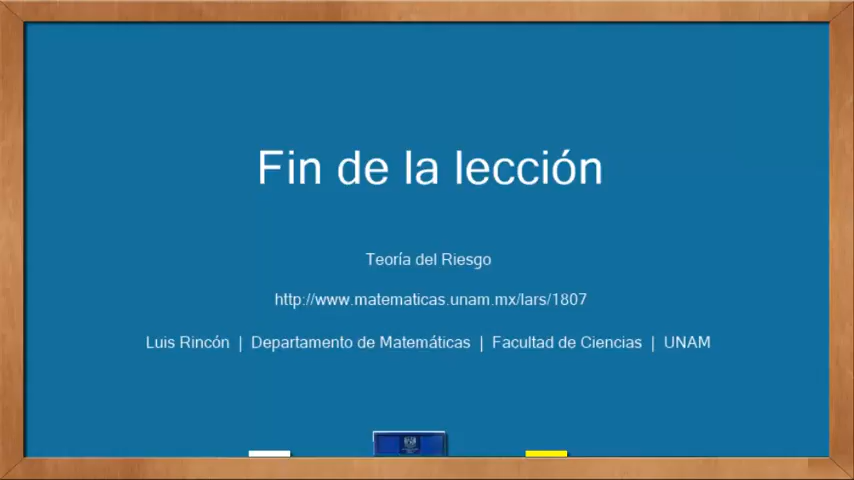 Fin de la lección
Teoría del Riesgo
http://www.matematicas.unam.mx/lars/1807
Luis Rincón | Departamento de Matemáticas | Facultad de Ciencias | UNAM